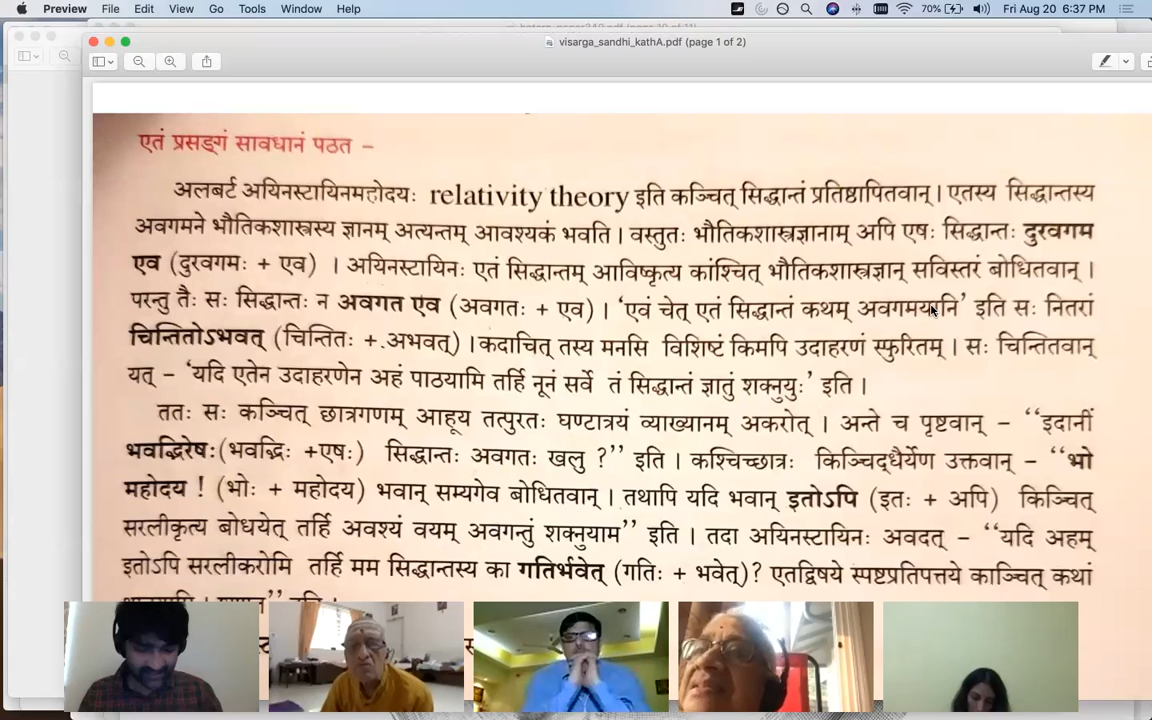 Preview File Edit View Go Tools Window Help 70% Fri Aug 20 6:37 PM
visarga_sandhi_kathA.pdf (page 1 of 2)
एतं प्रसङ्गं सावधानं पठत –
अलबर्ट अयिनस्टायिनमहोदयः relativity theory इति कञ्चित् सिद्धान्तं प्रतिष्ठापितवान् । एतस्य सिद्धान्तस्य
अवगमने भौतिकशास्त्रस्य ज्ञानम् अत्यन्तम् आवश्यकं भवति । वस्तुतः भौतिकशास्त्रज्ञानाम् अपि एषः सिद्धान्तः दुरवगम
एव (दुरवगमः + एव) । अयिनस्टायिनः एतं सिद्धान्तम् आविष्कृत्य कांश्चित् भौतिकशास्त्रज्ञान् सविस्तरं बोधितवान् ।
परन्तु तैः सः सिद्धान्तः न अवगत एव (अवगतः + एव) । ‘एवं चेत् एतं सिद्धान्तं कथम् अवगमयानि’ इति सः नितरां
चिन्तितोऽभवत् (चिन्तितः + अभवत्) । कदाचित् तस्य मनसि विशिष्टं किमपि उदाहरणं स्फुरितम् । सः चिन्तितवान्
यत् – ‘यदि एतेन उदाहरणेन अहं पाठयामि तर्हि नूनं सर्वे तं सिद्धान्तं ज्ञातुं शक्नुयुः’ इति ।
ततः सः कञ्चित् छात्रगणम् आहूय तत्पुरतः घण्टात्रयं व्याख्यानम् अकरोत् । अन्ते च पृष्टवान् – “इदानीं
भवद्भिरेषः (भवद्भिः +एषः) सिद्धान्तः अवगतः खलु ?” इति । कश्चिच्छात्रः किञ्चिद्धैर्येण उक्तवान् – “भो
महोदय ! (भोः + महोदय) भवान् सम्यगेव बोधितवान् । तथापि यदि भवान् इतोऽपि (इतः + अपि) किञ्चित्
सरलीकृत्य बोधयेत् तर्हि अवश्यं वयम् अवगन्तुं शक्नुयाम” इति । तदा अयिनस्टायिनः अवदत् – “यदि अहम्
इतोऽपि सरलीकरोमि तर्हि मम सिद्धान्तस्य का गतिर्भवेत् (गतिः + भवेत्)? एतद्विषये स्पष्टप्रतिपत्तये काञ्चित् कथां